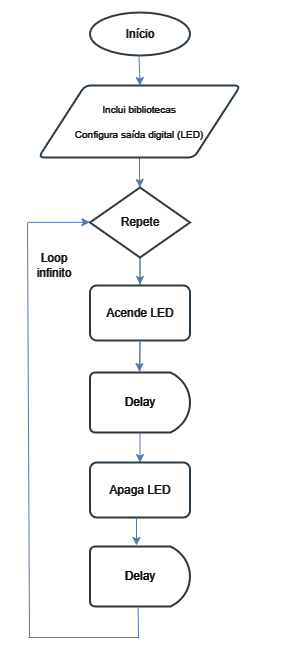 Início
Inclui bibliotecas
Configura saída digital (LED)
Repete
Loop
infinito
Acende LED
Delay
Apaga LED
Delay